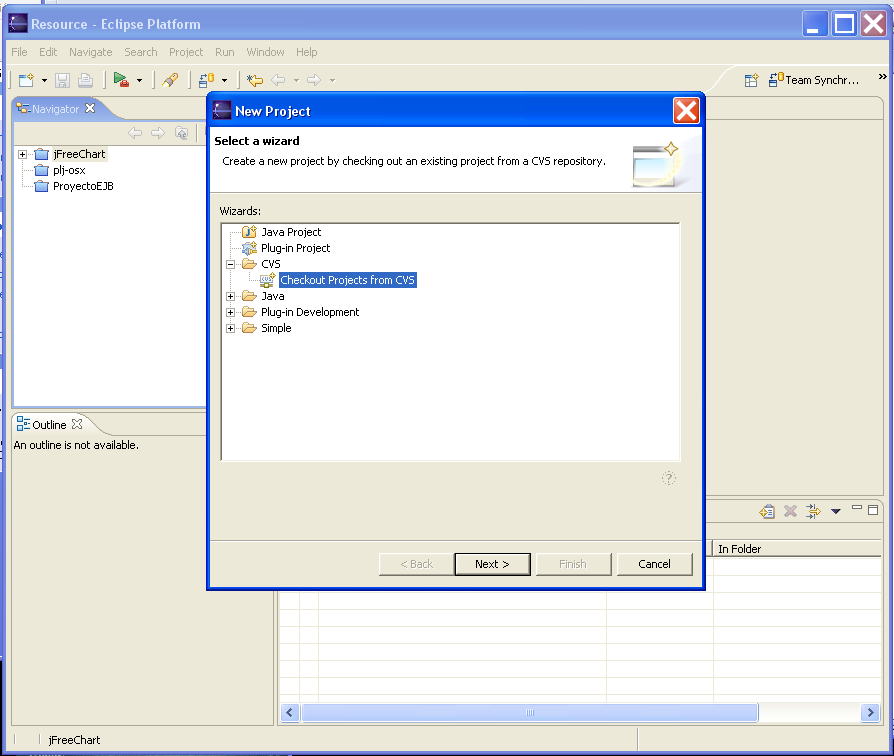 Resource - Eclipse Platform
File Edit Navigate Search Project Run Window Help
Team Synchr...
Navigator
jFreeChart
plj-osx
ProyectoEJB
Outline
An outline is not available.
New Project
Select a wizard
Create a new project by checking out an existing project from a CVS repository.
Wizards:
Java Project
Plug-in Project
CVS
Checkout Projects from CVS
Java
Plug-in Development
Simple
< Back Next > Finish Cancel
In Folder
jFreeChart